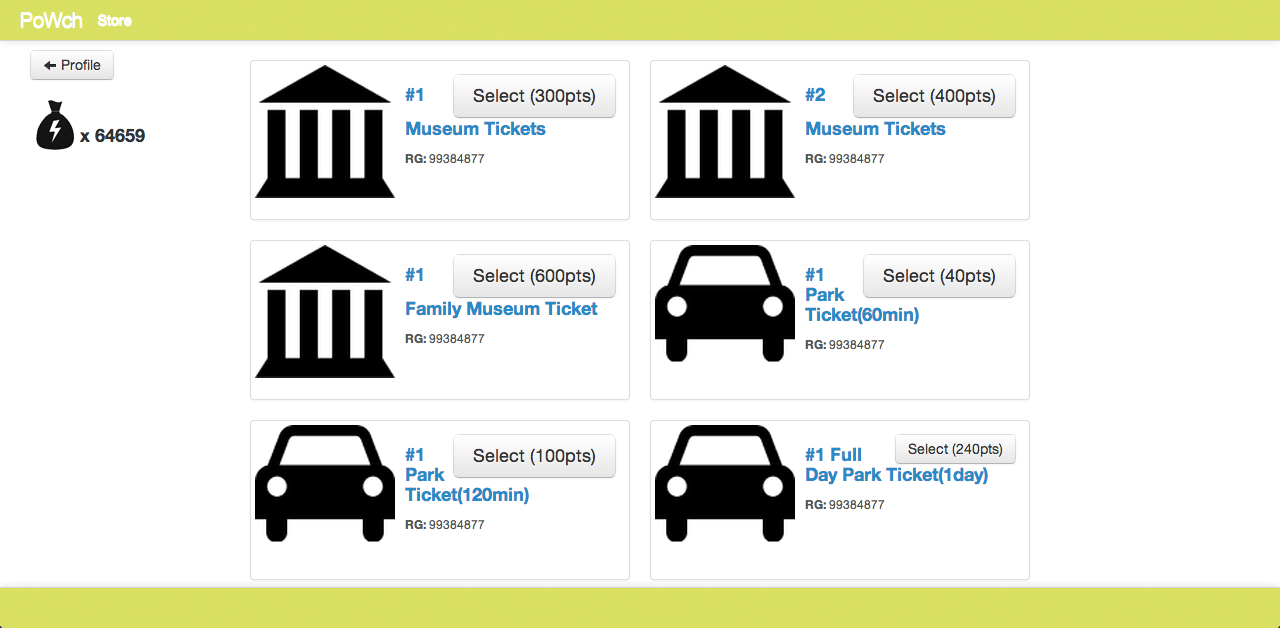 PoWch Store
Profile
x 64659
#1 Select (300pts)
Museum Tickets
RG: 99384877
#2 Select (400pts)
Museum Tickets
RG: 99384877
#1 Select (600pts)
Family Museum Ticket
RG: 99384877
#1 Select (40pts)
Park
Ticket(60min)
RG: 99384877
#1 Select (100pts)
Park
Ticket(120min)
RG: 99384877
#1 Full Select (240pts)
Day Park Ticket(1day)
RG: 99384877